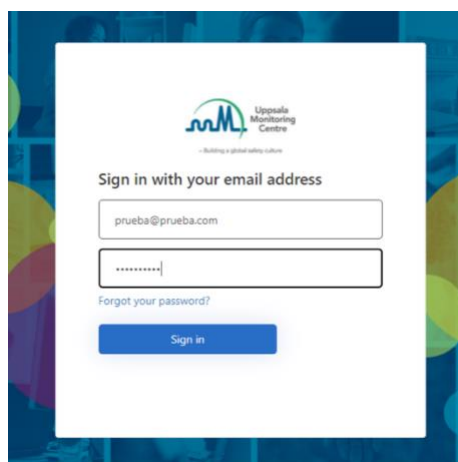 Uppsala
Monitoring
Centre
– Building a global safety culture
Sign in with your email address
prueba@prueba.com
••••••••••
Forgot your password?
Sign in